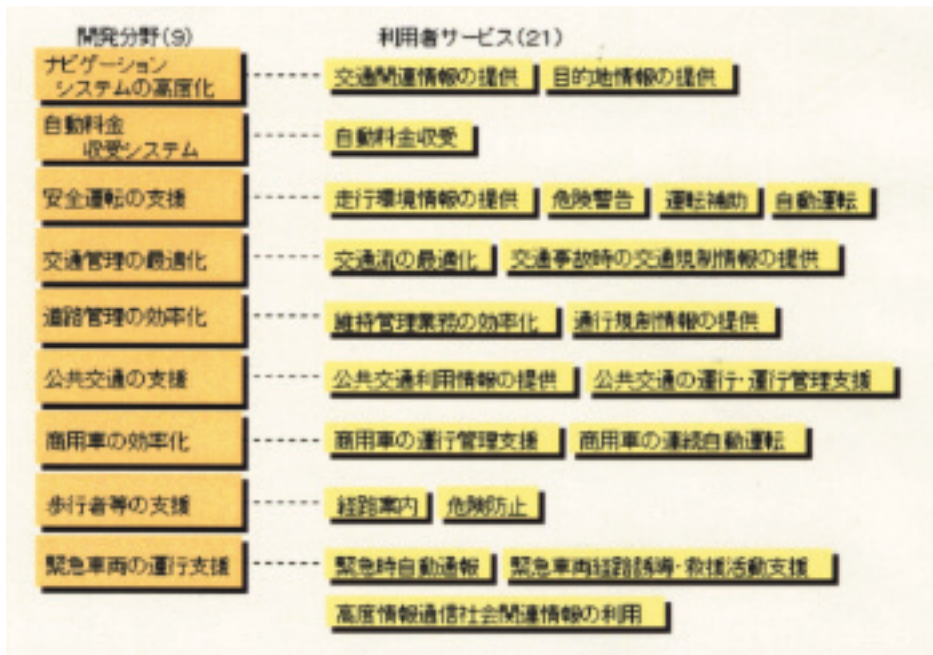 開発分野(9) 利用者サービス(21)
ナビゲーション
システムの高度化 交通関連情報の提供 目的地情報の提供
自動料金
収受システム 自動料金収受
安全運転の支援 走行環境情報の提供 危険警告 運転補助 自動運転
交通管理の最適化 交通流の最適化 交通事故時の交通規制情報の提供
道路管理の効率化 維持管理業務の効率化 通行規制情報の提供
公共交通の支援 公共交通利用情報の提供 公共交通の運行・運行管理支援
商用車の効率化 商用車の運行管理支援 商用車の連続自動運転
歩行者等の支援 経路案内 危険防止
緊急車両の運行支援 緊急時自動通報 緊急車両経路誘導・救援活動支援
高度情報通信社会関連情報の利用